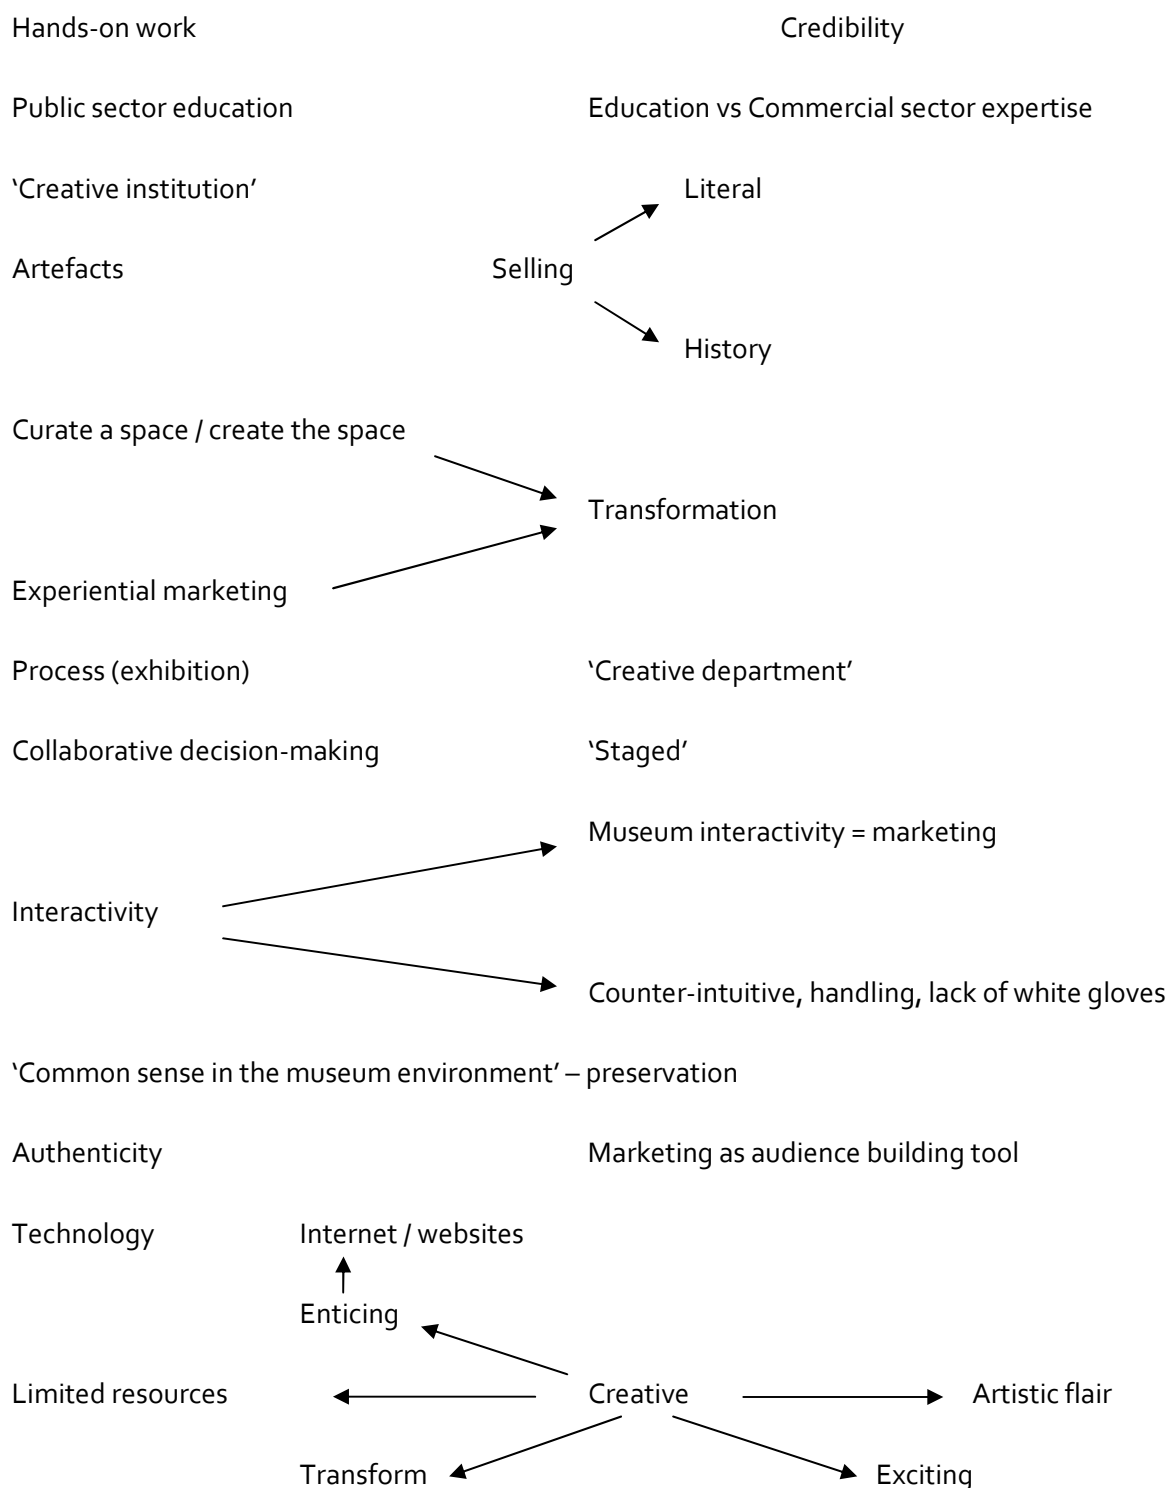 Hands-on work Credibility
Public sector education Education vs Commercial sector expertise
‘Creative institution’ Literal
Artefacts Selling
History
Curate a space / create the space
Transformation
Experiential marketing
Process (exhibition) ‘Creative department’
Collaborative decision-making ‘Staged’
Museum interactivity = marketing
Interactivity
Counter-intuitive, handling, lack of white gloves
‘Common sense in the museum environment’ – preservation
Authenticity Marketing as audience building tool
Technology Internet / websites
Enticing
Limited resources Creative Artistic flair
Transform Exciting